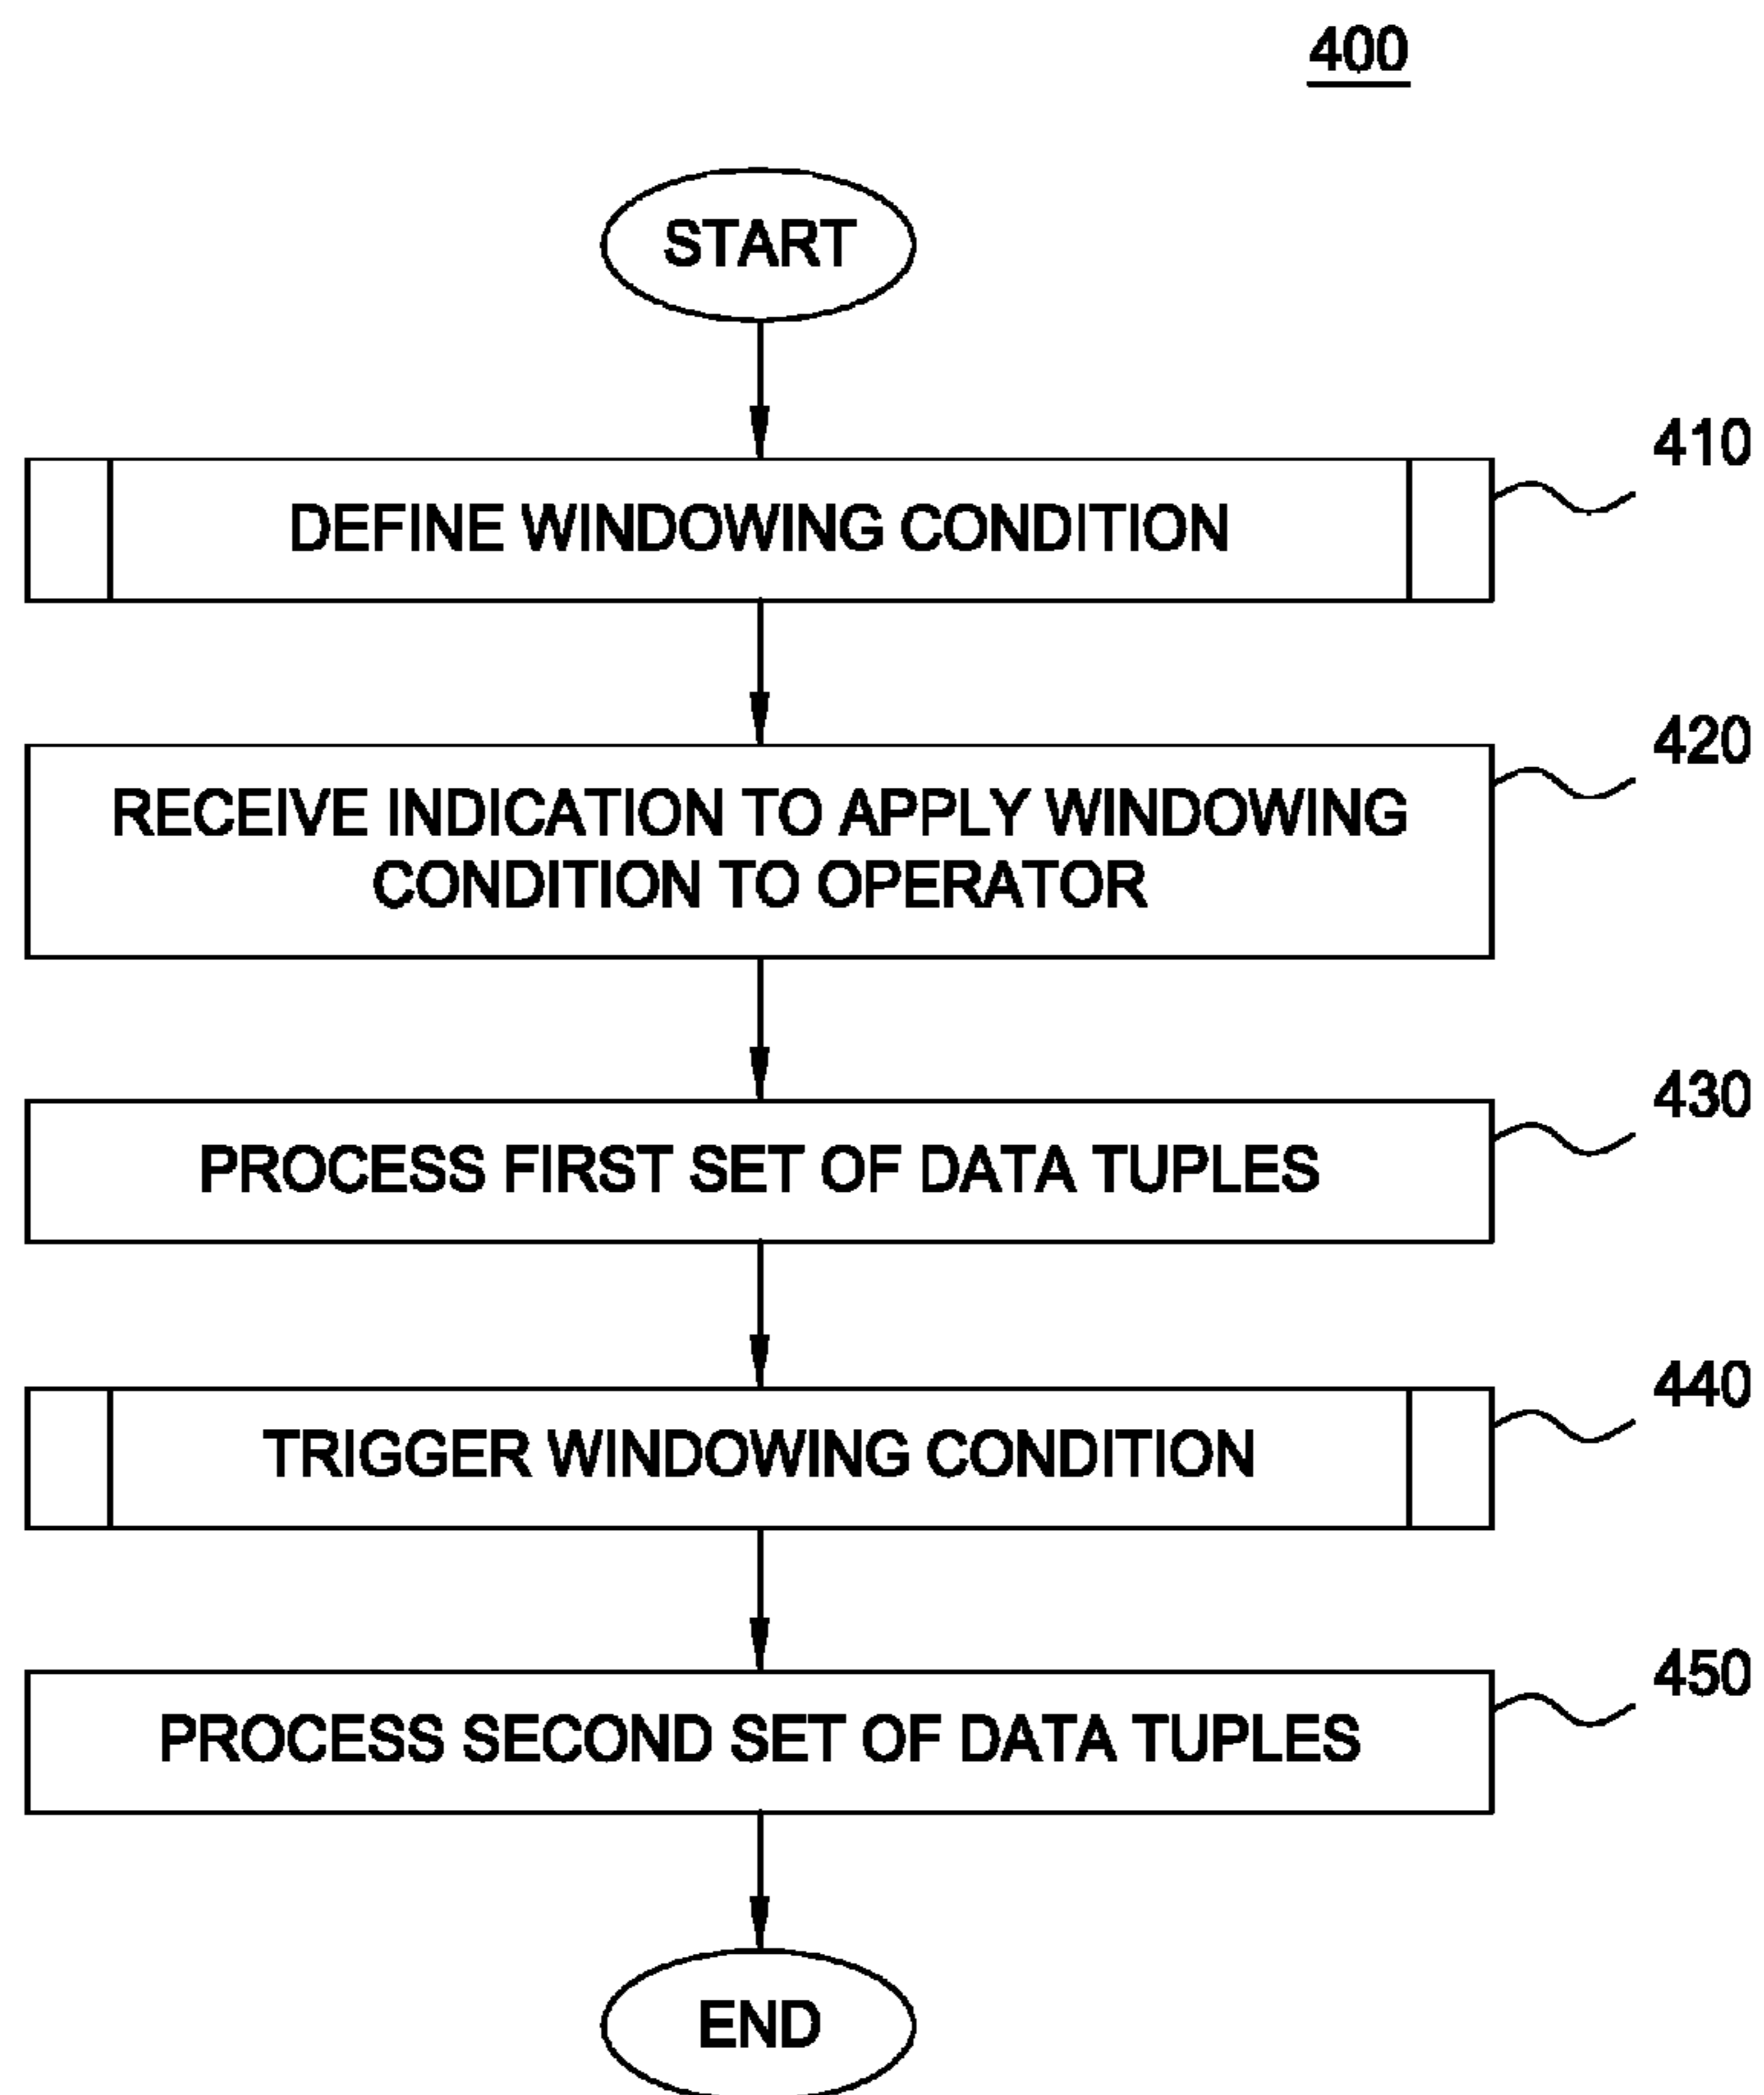 400
START
DEFINE WINDOWING CONDITION
410
RECEIVE INDICATION TO APPLY WINDOWING
CONDITION TO OPERATOR
420
PROCESS FIRST SET OF DATA TUPLES
430
TRIGGER WINDOWING CONDITION
440
PROCESS SECOND SET OF DATA TUPLES
450
END